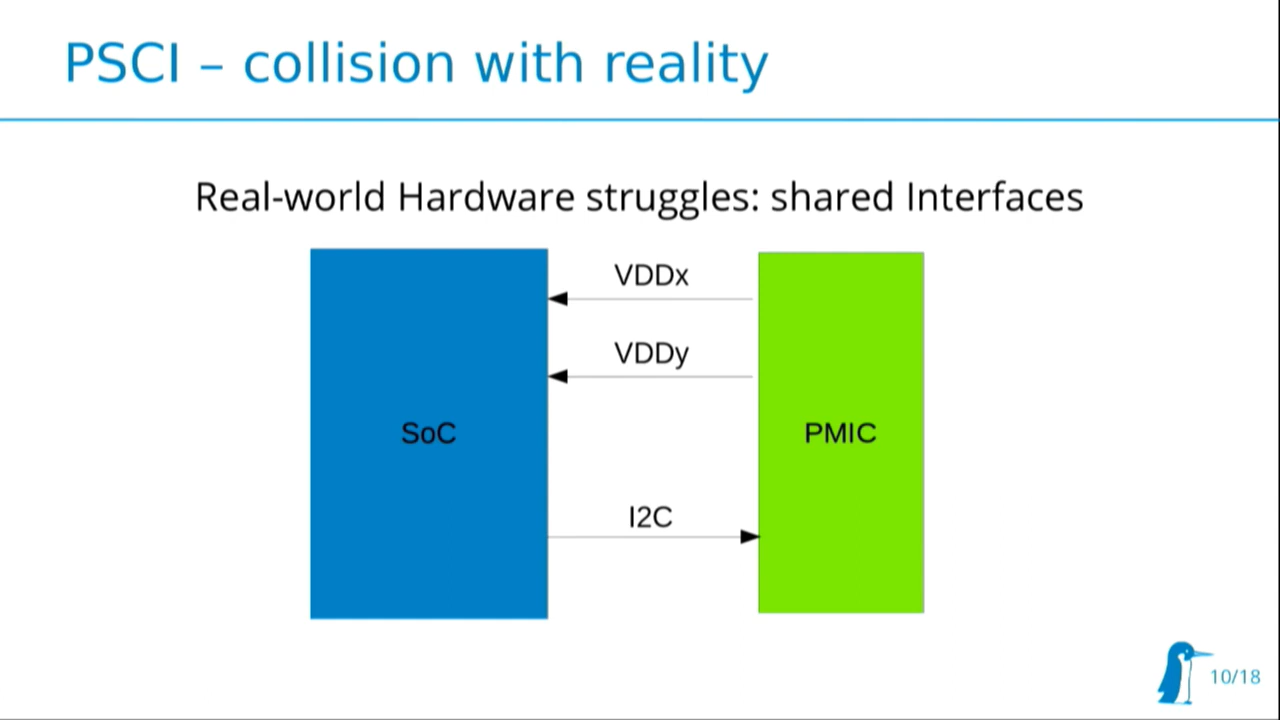 PSCI – collision with reality
Real-world Hardware struggles: shared Interfaces
VDDx
VDDy
SoC
PMIC
I2C
10/18